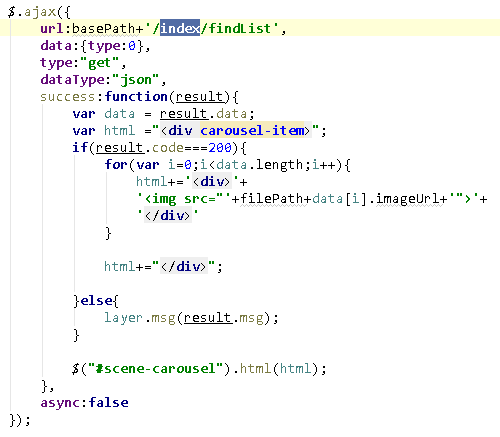 $.ajax({
    url:basePath+'/index/findList',
    data:{type:0},
    type:"get",
    dataType:"json",
    success:function(result){
        var data = result.data;
        var html ="<div carousel-item>";
        if(result.code===200){
            for(var i=0;i<data.length;i++){
                html+='<div>'+
                '<img src="'+filePath+data[i].imageUrl+'">'+
                '</div>'
            }
            html+="</div>";
        }else{
            layer.msg(result.msg);
        }
        $("#scene-carousel").html(html);
    },
    async:false
});